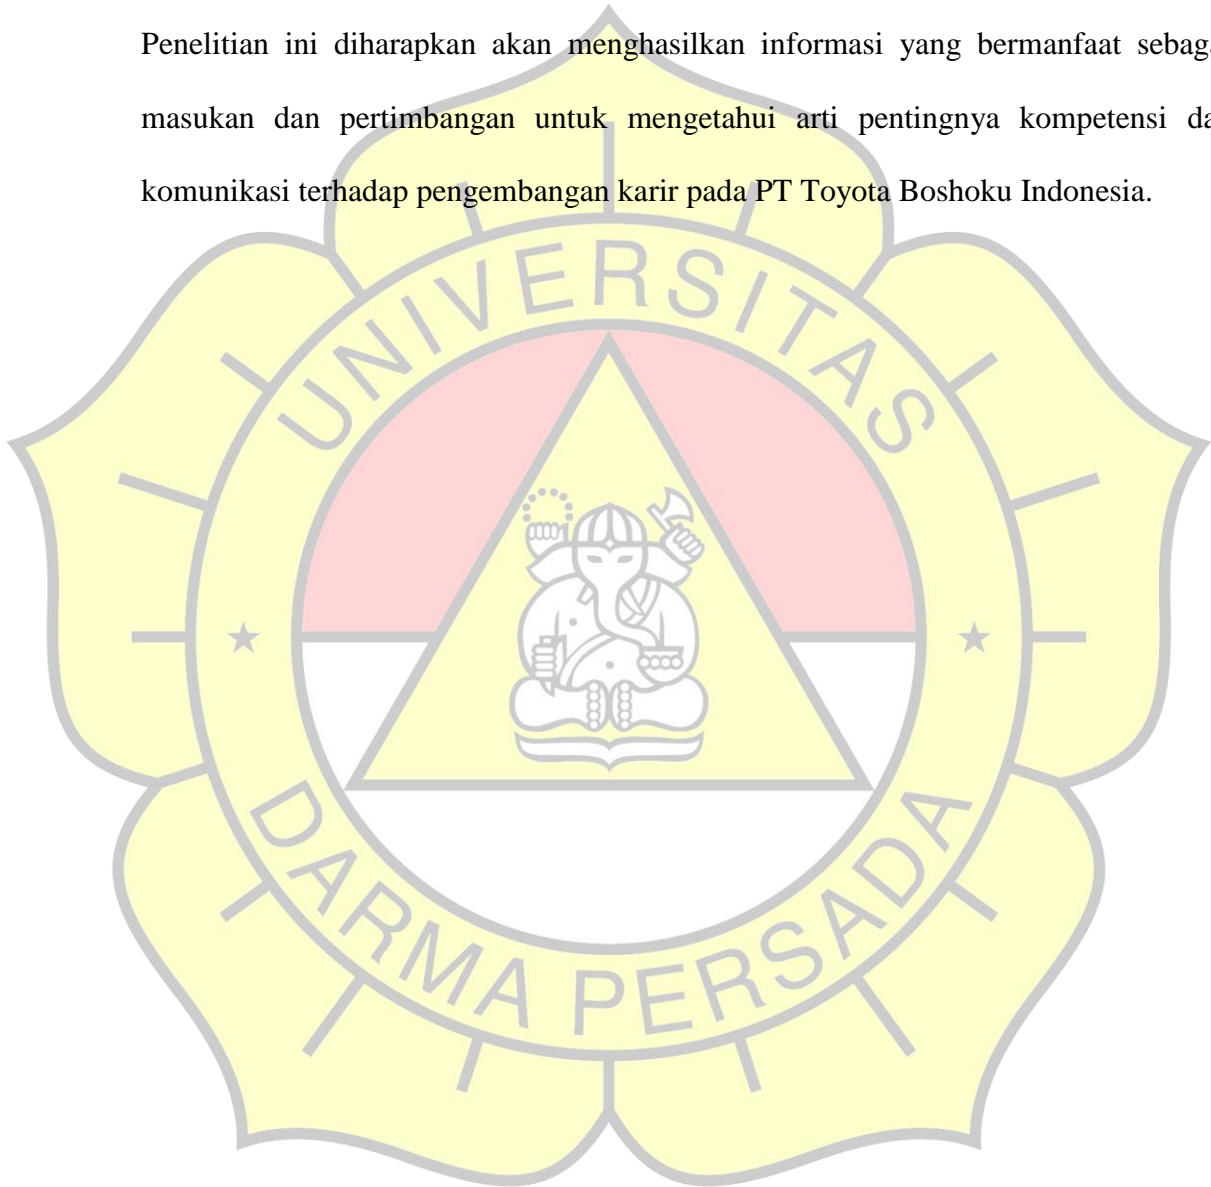 Penelitian ini diharapkan akan menghasilkan informasi yang bermanfaat sebaga
masukan dan pertimbangan untuk mengetahui arti pentingnya kompetensi da
komunikasi terhadap pengembangan karir pada PT Toyota Boshoku Indonesia.
UNIVERSITAS
DARMA PERSADA